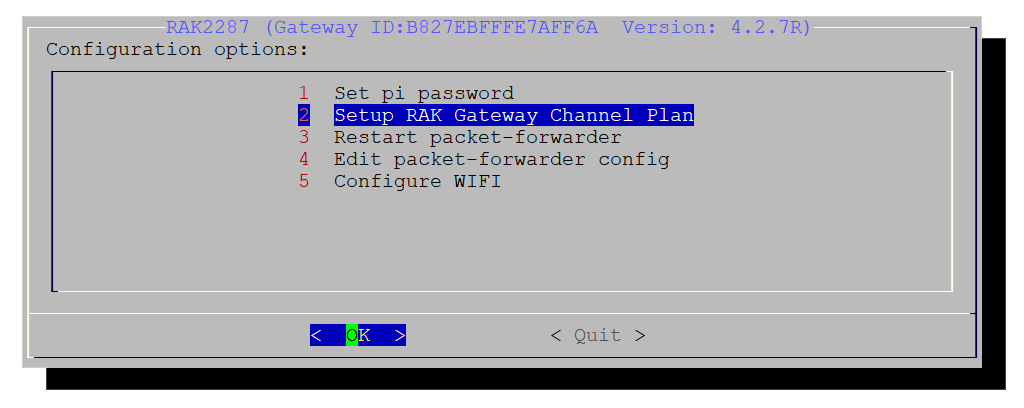 RAK2287 (Gateway ID:B827EBFFFE7AFF6A  Version: 4.2.7R)
Configuration options:
1  Set pi password
2  Setup RAK Gateway Channel Plan
3  Restart packet-forwarder
4  Edit packet-forwarder config
5  Configure WIFI
<  OK  >  < Quit >